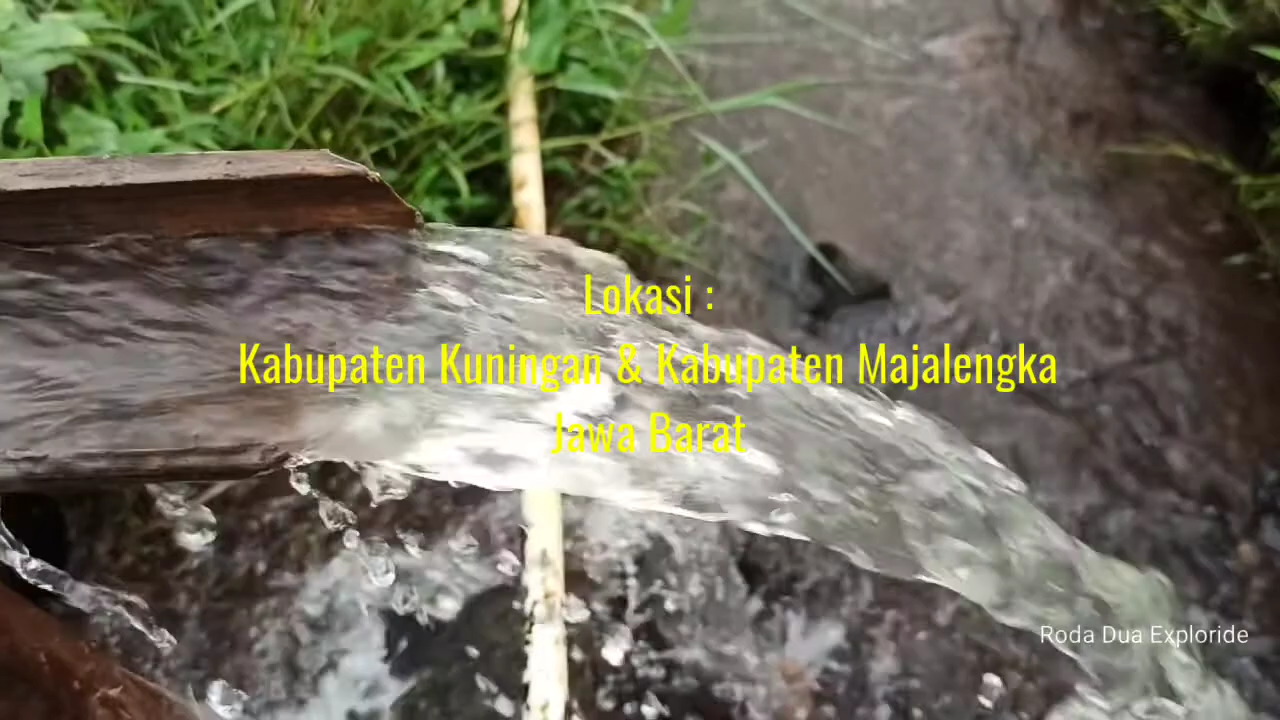 Lokasi :
Kabupaten Kuningan & Kabupaten Majalengka
Jawa Barat
Roda Dua Exploride